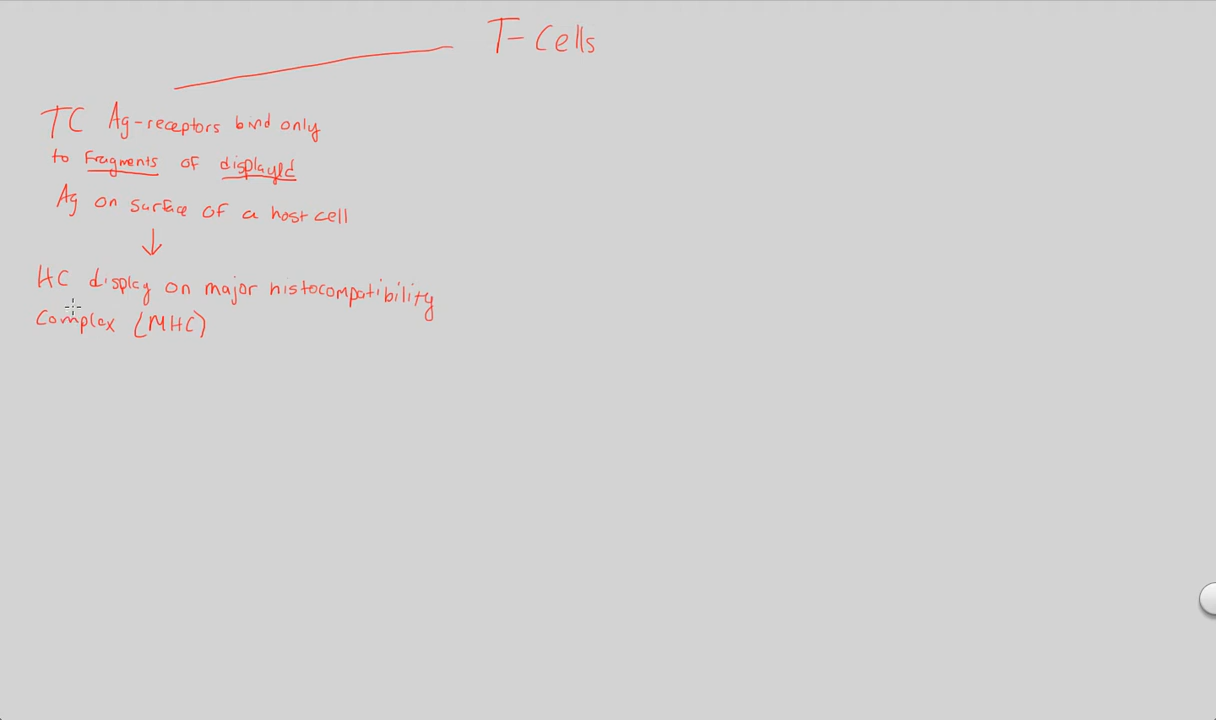 T-Cells
TC Ag-receptors bind only
to Fragments of displayed
Ag on surface of a host cell
HC display on major histocompatibility
Complex (MHC)